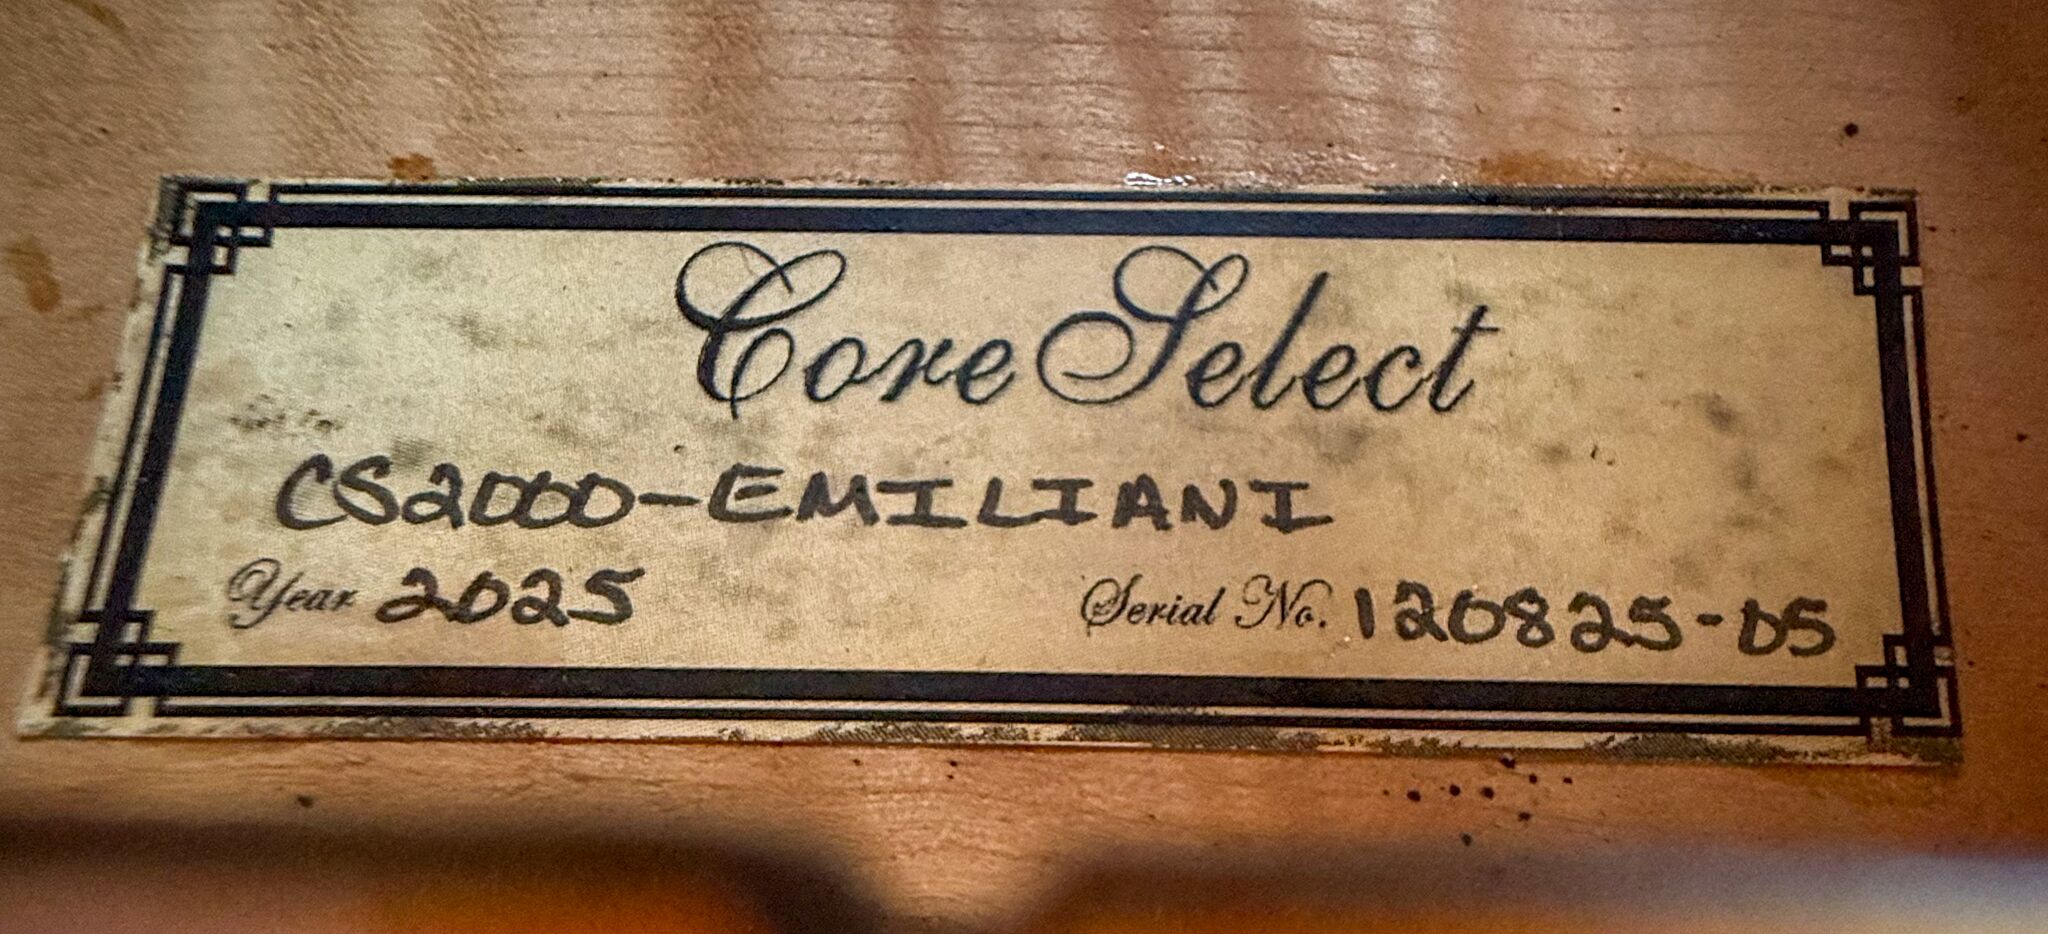 Core Select
CS2000-EMILIANI
Year 2025 Serial No. 120825-05